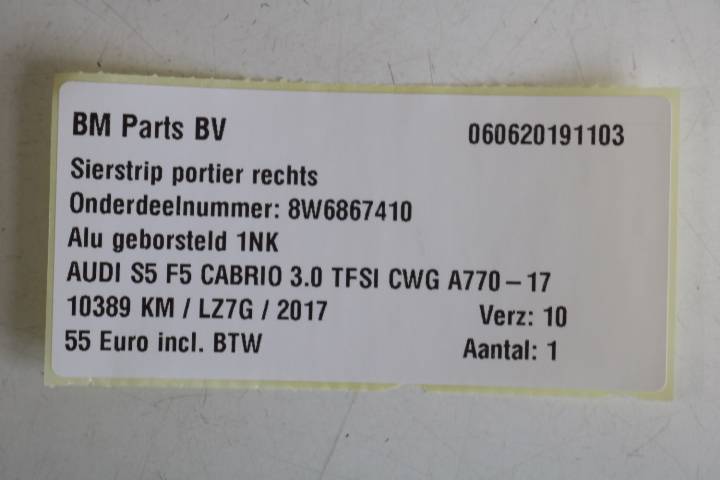 BM Parts BV 060620191103
Sierstrip portier rechts
Onderdeelnummer: 8W6867410
Alu geborsteld 1NK
AUDI S5 F5 CABRIO 3.0 TFSI CWG A770-17
10389 KM / LZ7G / 2017 Verz: 10
55 Euro incl. BTW Aantal: 1